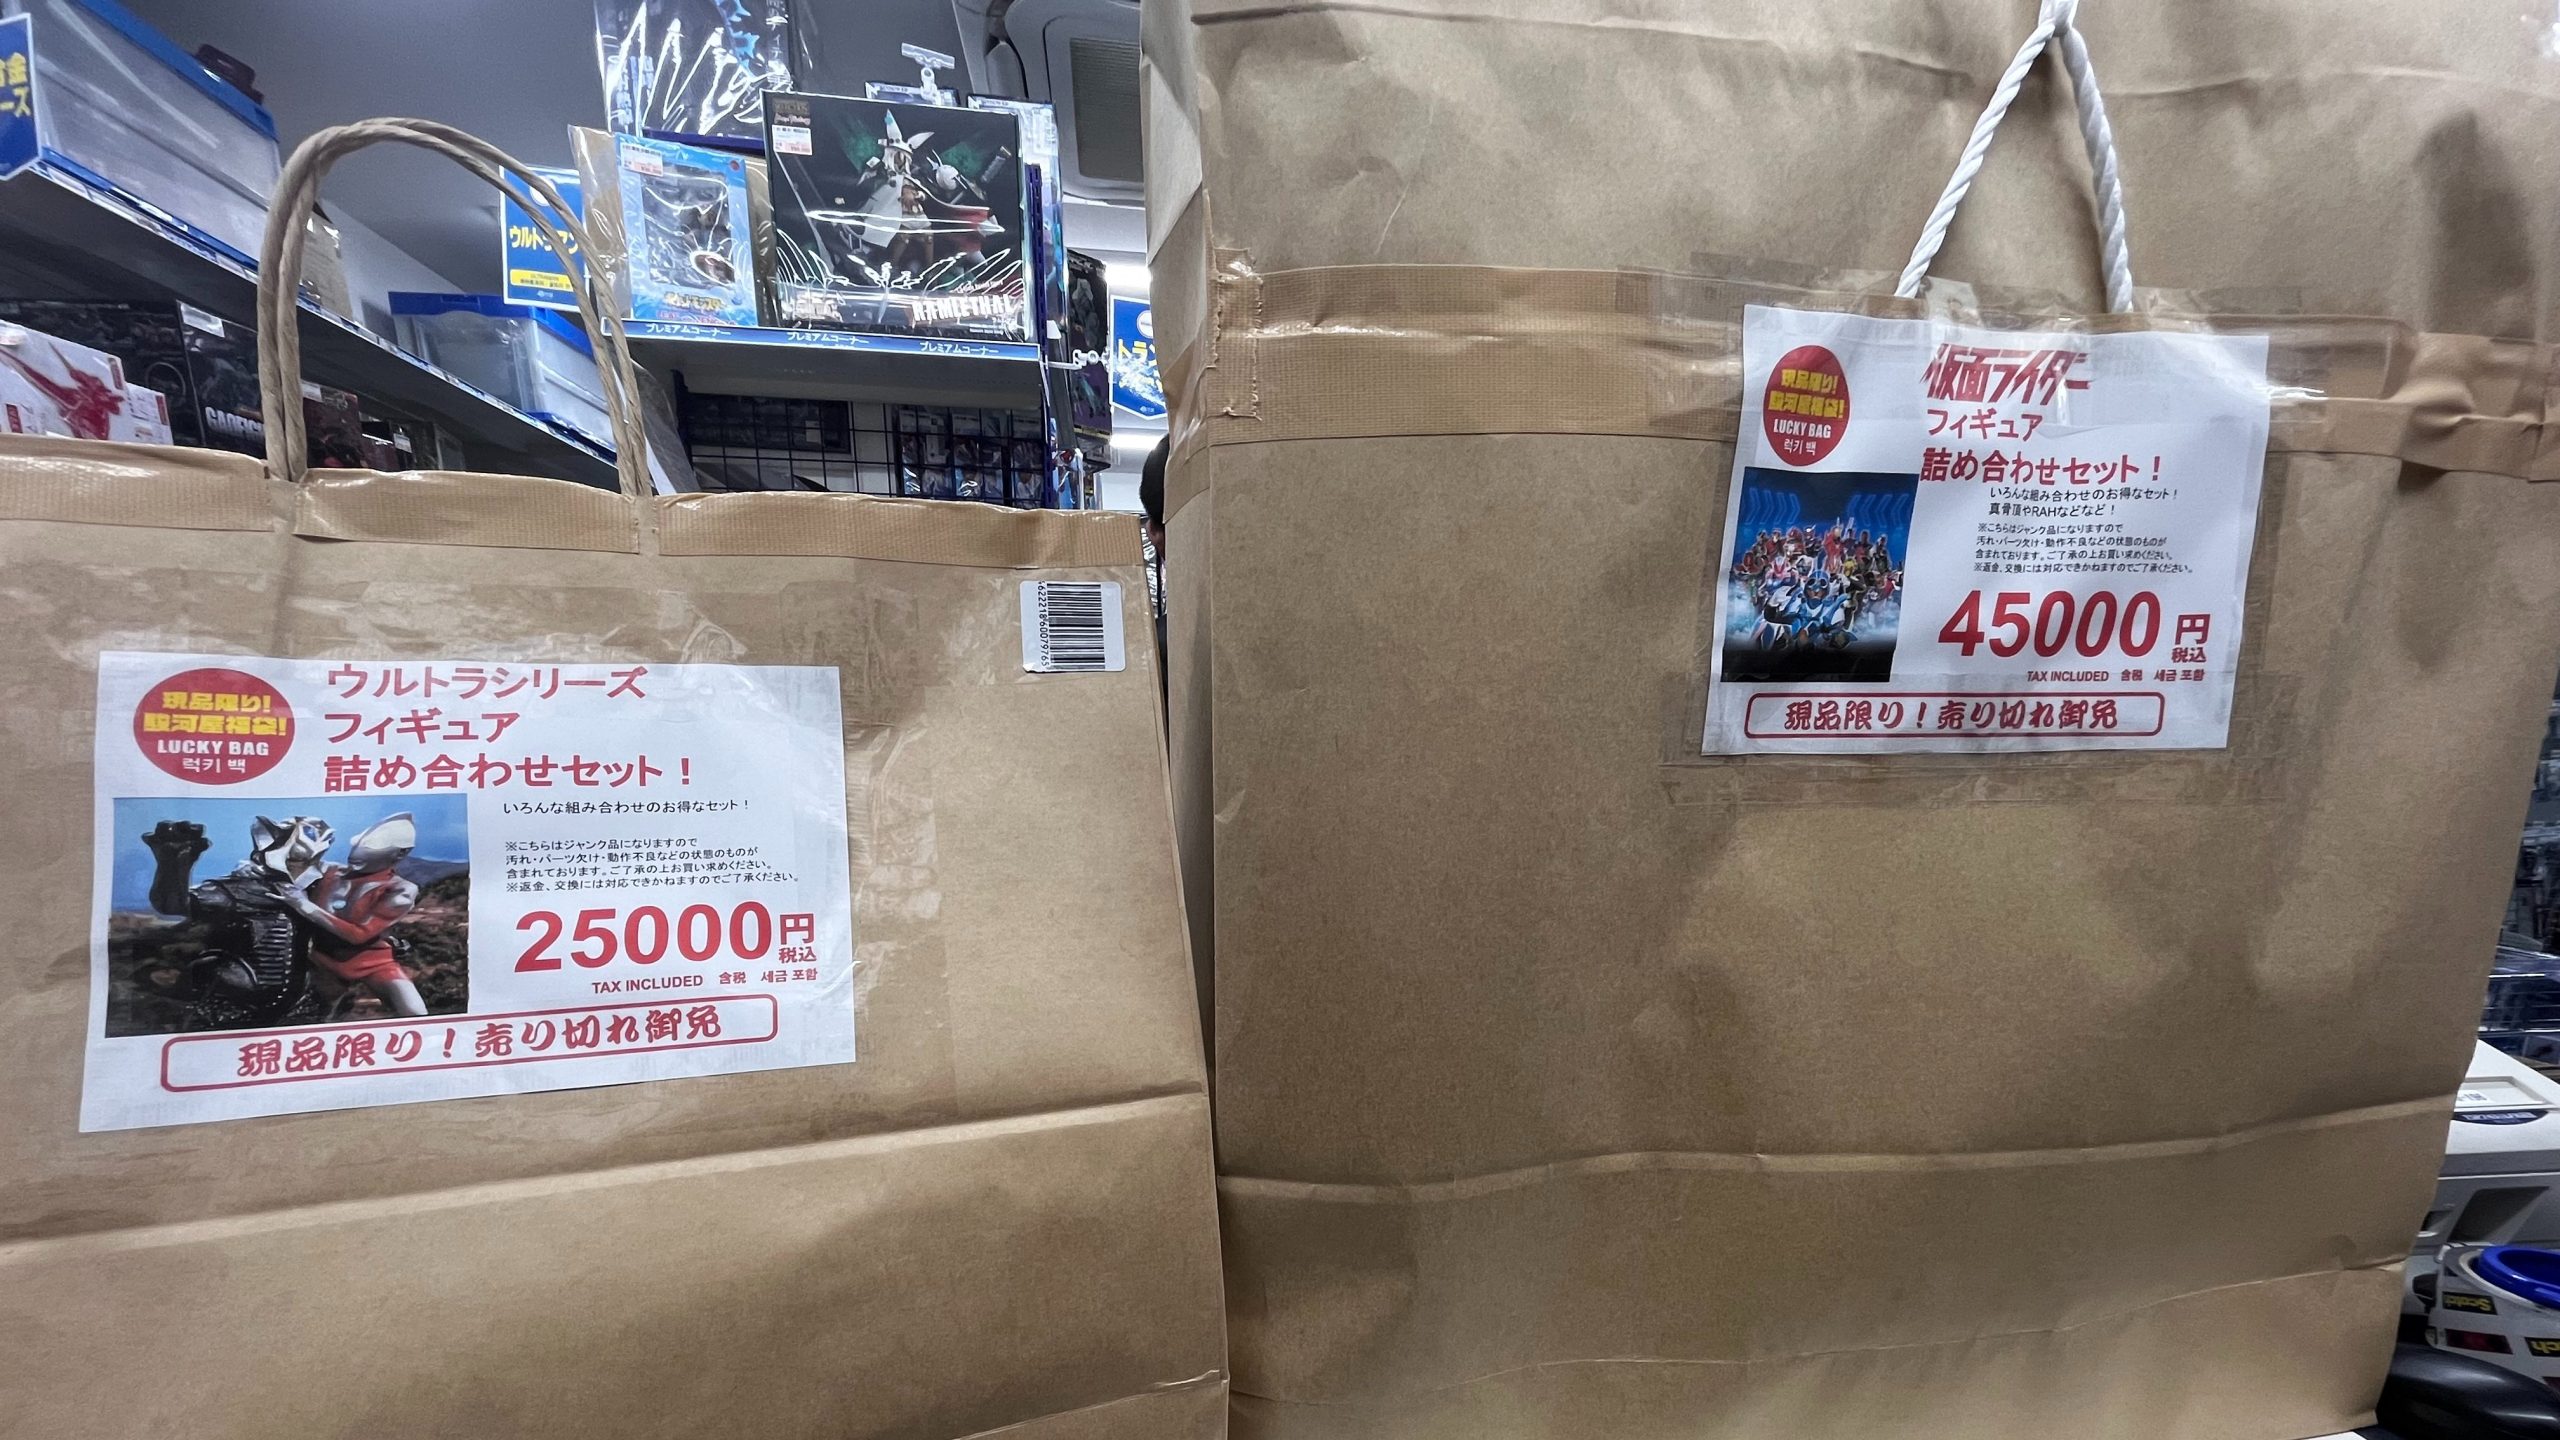 ウルトラマン
プレミアムコーナー
プレミアムコーナー
プレミアムコーナー
RAMLETHAL
トラン
現品限り!
駿河屋福袋!
LUCKY BAG
럭키 백
ウルトラシリーズ
フィギュア
詰め合わせセット！
いろんな組み合わせのお得なセット！
※こちらはジャンク品になりますので
汚れ・パーツ欠け・動作不良などの状態のものが
含まれております。ご了承の上お買い求めください。
※返金、交換には対応できかねますのでご了承ください。
25000円
税込
TAX INCLUDED 含税 세금 포함
現品限り！売り切れ御免
現品限り!
駿河屋福袋!
LUCKY BAG
럭키 백
仮面ライダー
フィギュア
詰め合わせセット！
いろんな組み合わせのお得なセット！
真骨頂やRAHなどなど！
※こちらはジャンク品になりますので
汚れ・パーツ欠け・動作不良などの状態のものが
含まれております。ご了承の上お買い求めください。
※返金、交換には対応できかねますのでご了承ください。
45000円
税込
TAX INCLUDED 含税 세금 포함
現品限り！売り切れ御免
Scotch